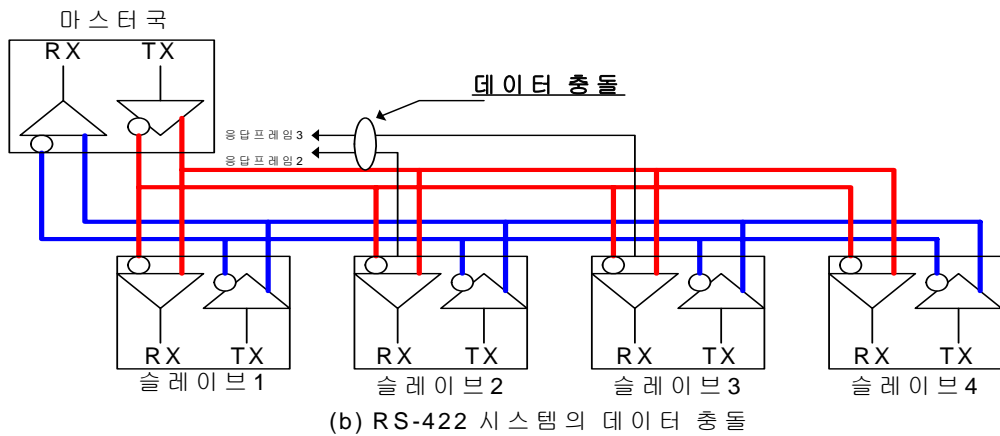 마스터국
RX TX
데이터 충돌
응답프레임3
응답프레임2
RX TX
슬레이브1
RX TX
슬레이브2
RX TX
슬레이브3
RX TX
슬레이브4
(b) RS-422 시스템의 데이터 충돌